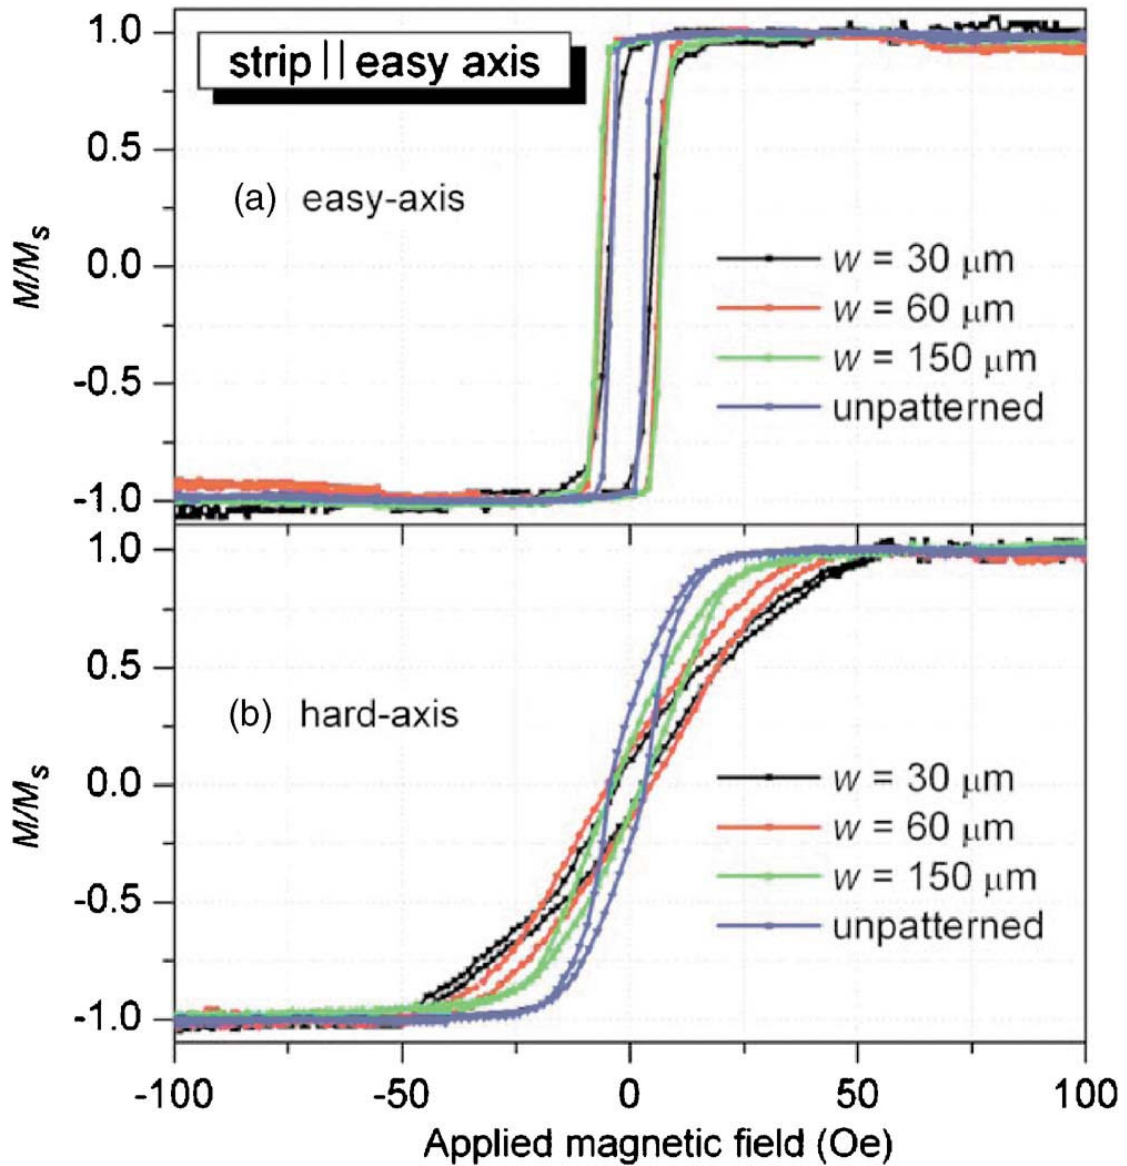 strip || easy axis
1.0
0.5
0.0
-0.5
-1.0
M/Ms
(a) easy-axis
w = 30 μm
w = 60 μm
w = 150 μm
unpatterned
1.0
0.5
0.0
-0.5
-1.0
M/Ms
(b) hard-axis
w = 30 μm
w = 60 μm
w = 150 μm
unpatterned
-100 -50 0 50 100
Applied magnetic field (Oe)